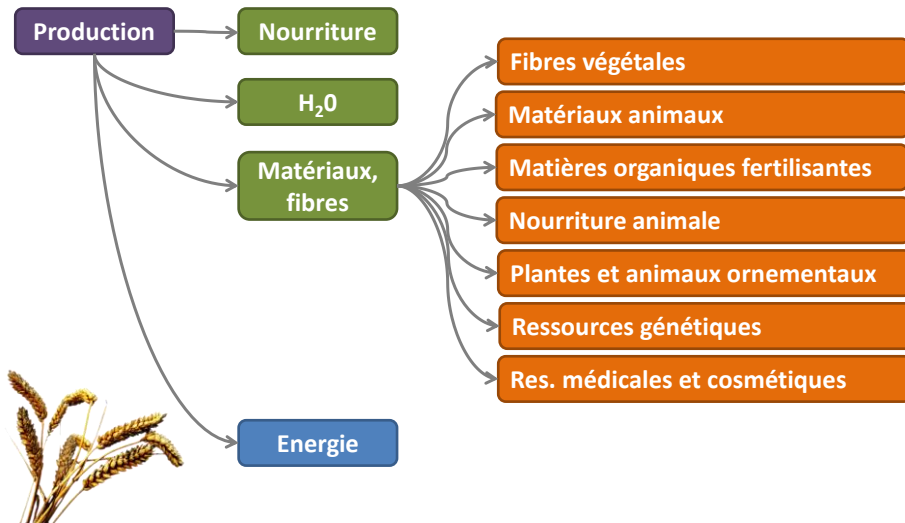 Production
Nourriture
H₂0
Matériaux,
fibres
Energie
Fibres végétales
Matériaux animaux
Matières organiques fertilisantes
Nourriture animale
Plantes et animaux ornementaux
Ressources génétiques
Res. médicales et cosmétiques